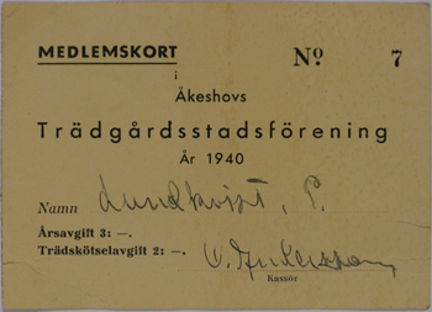 MEDLEMSKORT Nº 7
i
Åkeshovs
Trädgårdsstadsförening
År 1940
Namn Lundkvist, P.
Årsavgift 3: —.
Trädskötselavgift 2: —.
Kassör